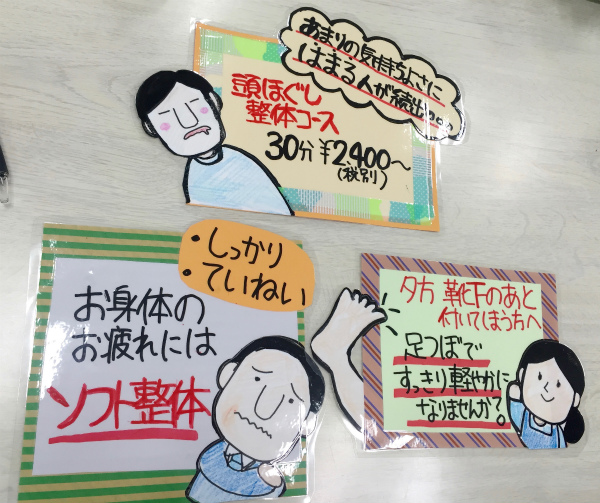 あまりの気持ちよさに
はまる人が続出。。。
頭ほぐし
整体コース
30分 ¥2,400〜
(税別)
・しっかり
・ていねい
お身体の
お疲れには
ソフト整体
夕方 靴下のあと
付いてしまう方へ
足つぼで
すっきり軽やかに
なりませんか?